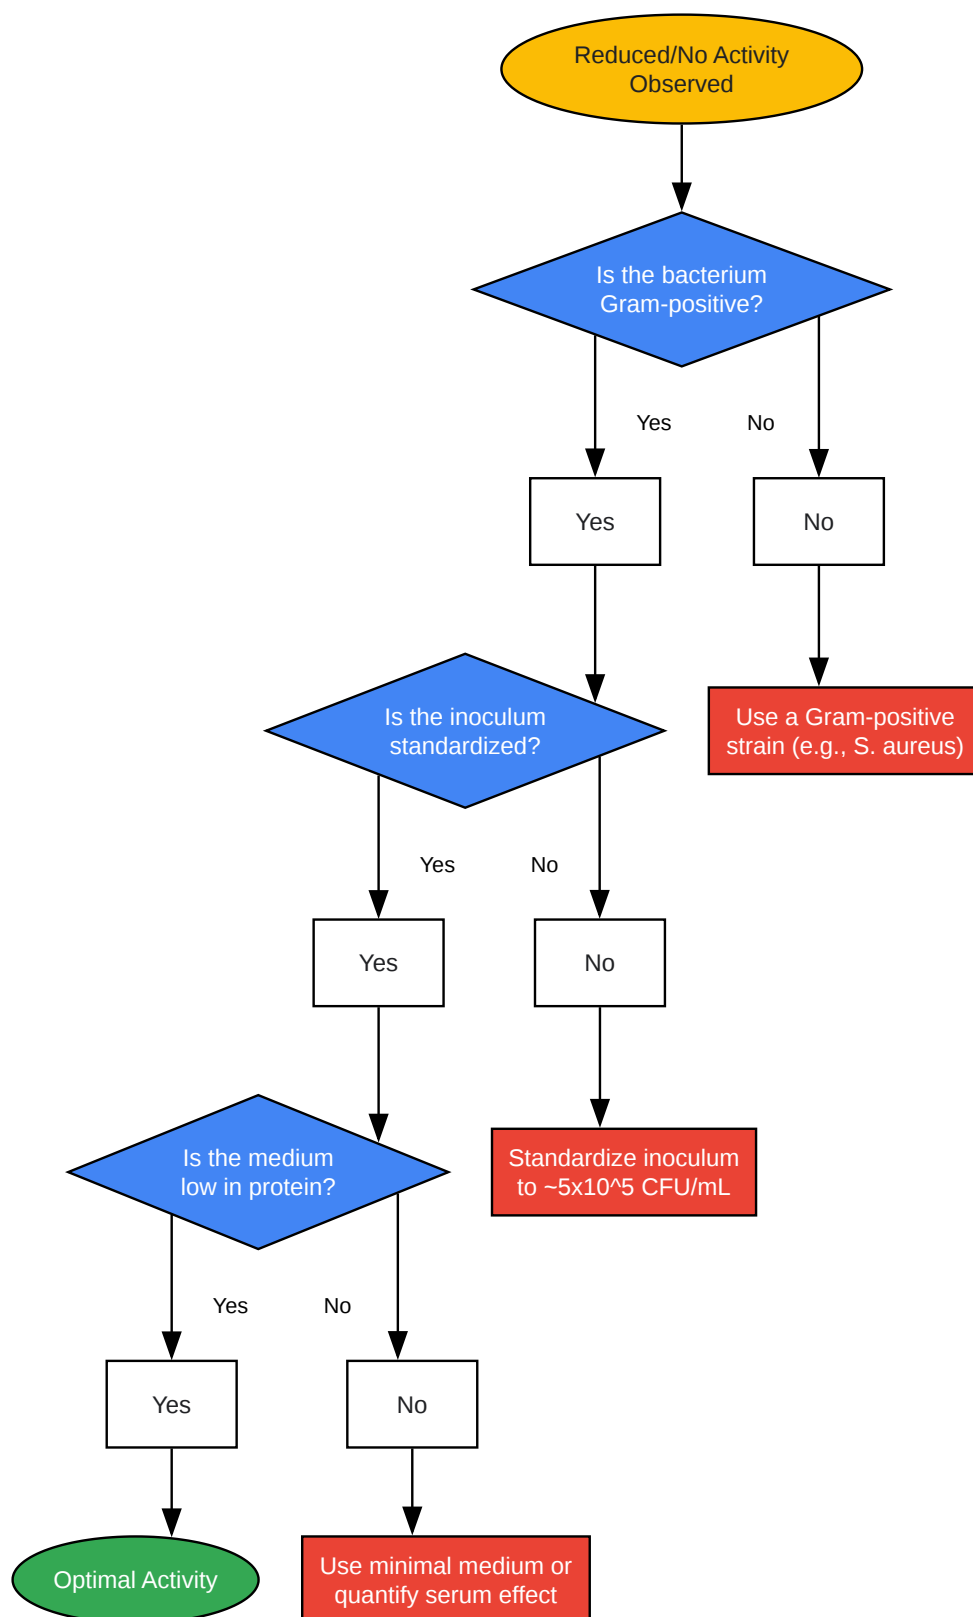 Reduced/No Activity
Observed
Is the bacterium
Gram-positive?
Yes
No
Yes
No
Is the inoculum
standardized?
Use a Gram-positive
strain (e.g., S. aureus)
Yes
No
Yes
No
Is the medium
low in protein?
Standardize inoculum
to ~5x10^5 CFU/mL
Yes
No
Yes
No
Optimal Activity
Use minimal medium or
quantify serum effect